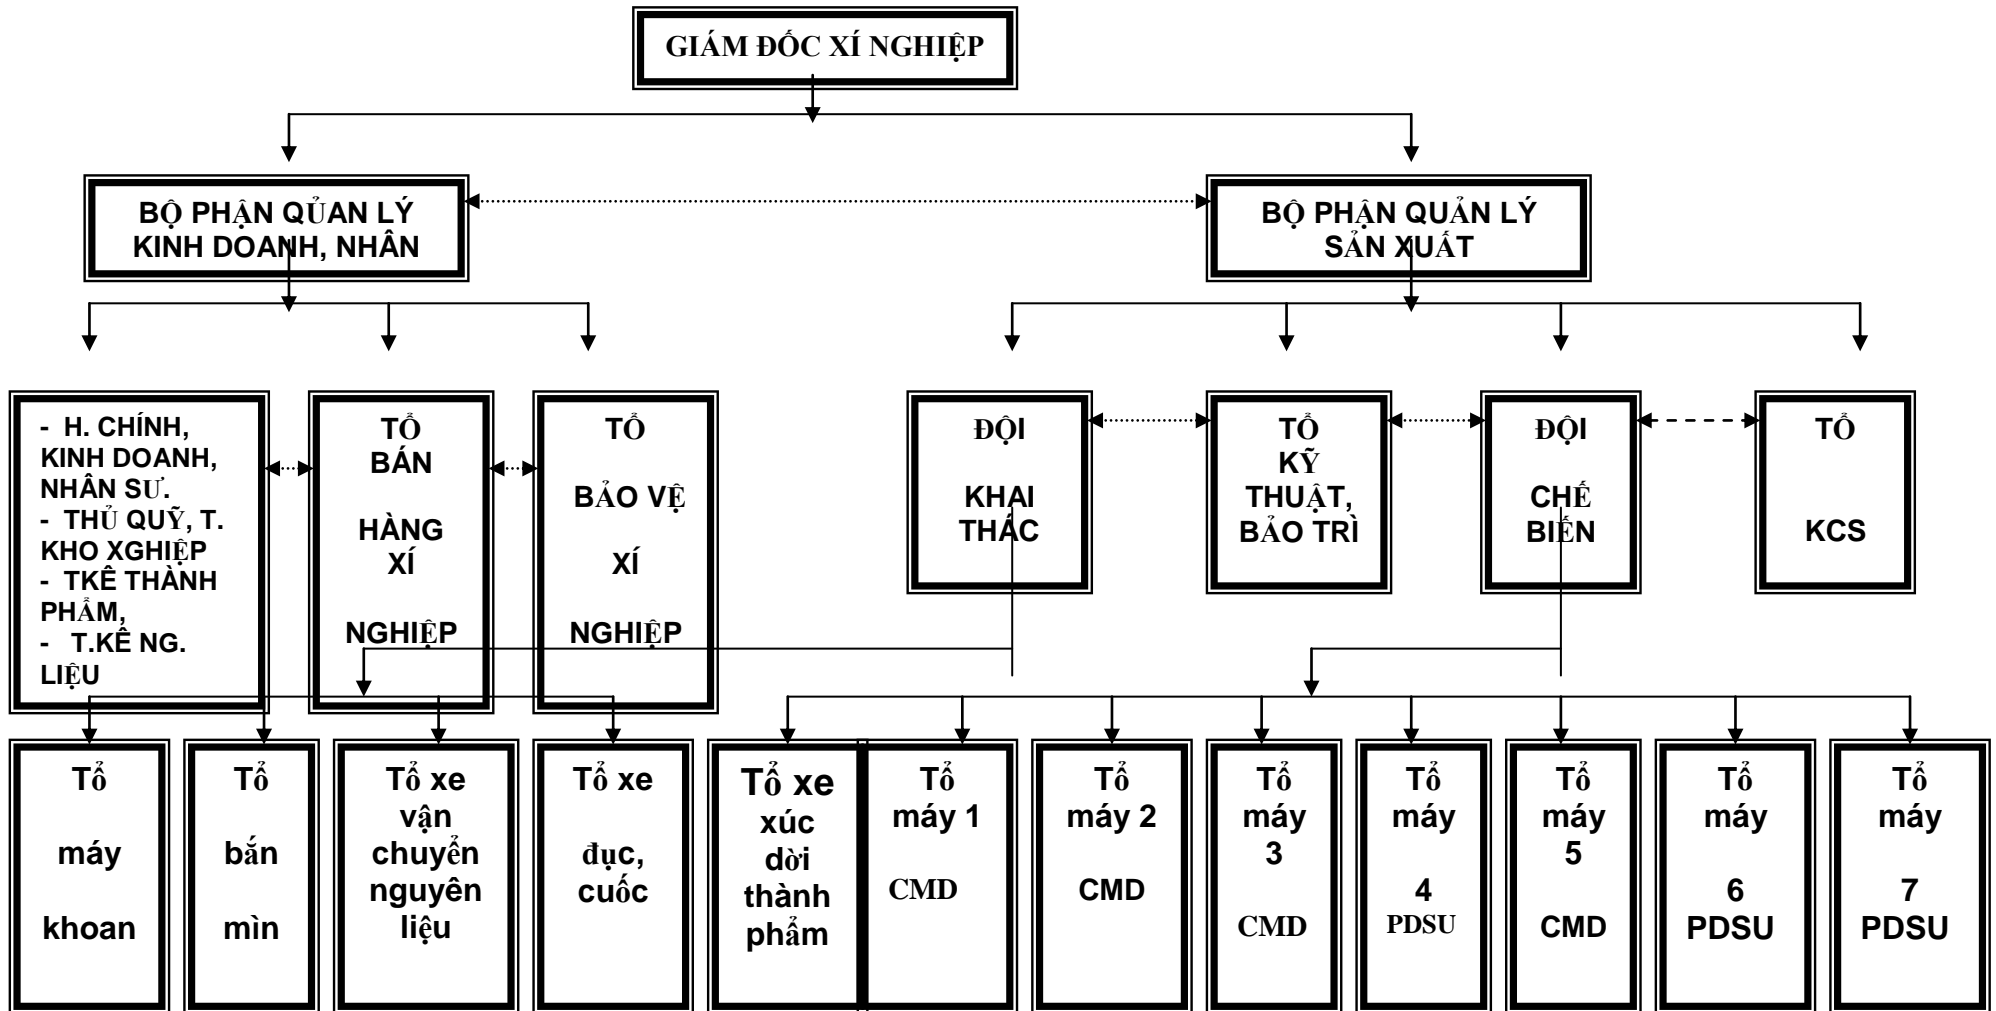 GIÁM ĐỐC XÍ NGHIỆP
BỘ PHẬN QỦAN LÝ
KINH DOANH, NHÂN
BỘ PHẬN QUẢN LÝ
SẢN XUẤT
- H. CHÍNH,
KINH DOANH,
NHÂN SƯ.
- THỦ QUỸ, T.
KHO XGHIỆP
- TKÊ THÀNH
PHẨM,
- T.KÊ NG.
LIỆU
TỔ
BÁN
HÀNG
XÍ
NGHIỆP
TỔ
BẢO VỆ
XÍ
NGHIỆP
ĐỘI
KHAI
THÁC
TỔ
KỸ
THUẬT,
BẢO TRÌ
ĐỘI
CHẾ
BIẾN
TỔ
KCS
Tổ
máy
khoan
Tổ
bắn
mìn
Tổ xe
vận
chuyển
nguyên
liệu
Tổ xe
đục,
cuốc
Tổ xe
xúc
dời
thành
phẩm
Tổ
máy 1
CMD
Tổ
máy 2
CMD
Tổ
máy
3
CMD
Tổ
máy
4
PDSU
Tổ
máy
5
CMD
Tổ
máy
6
PDSU
Tổ
máy
7
PDSU